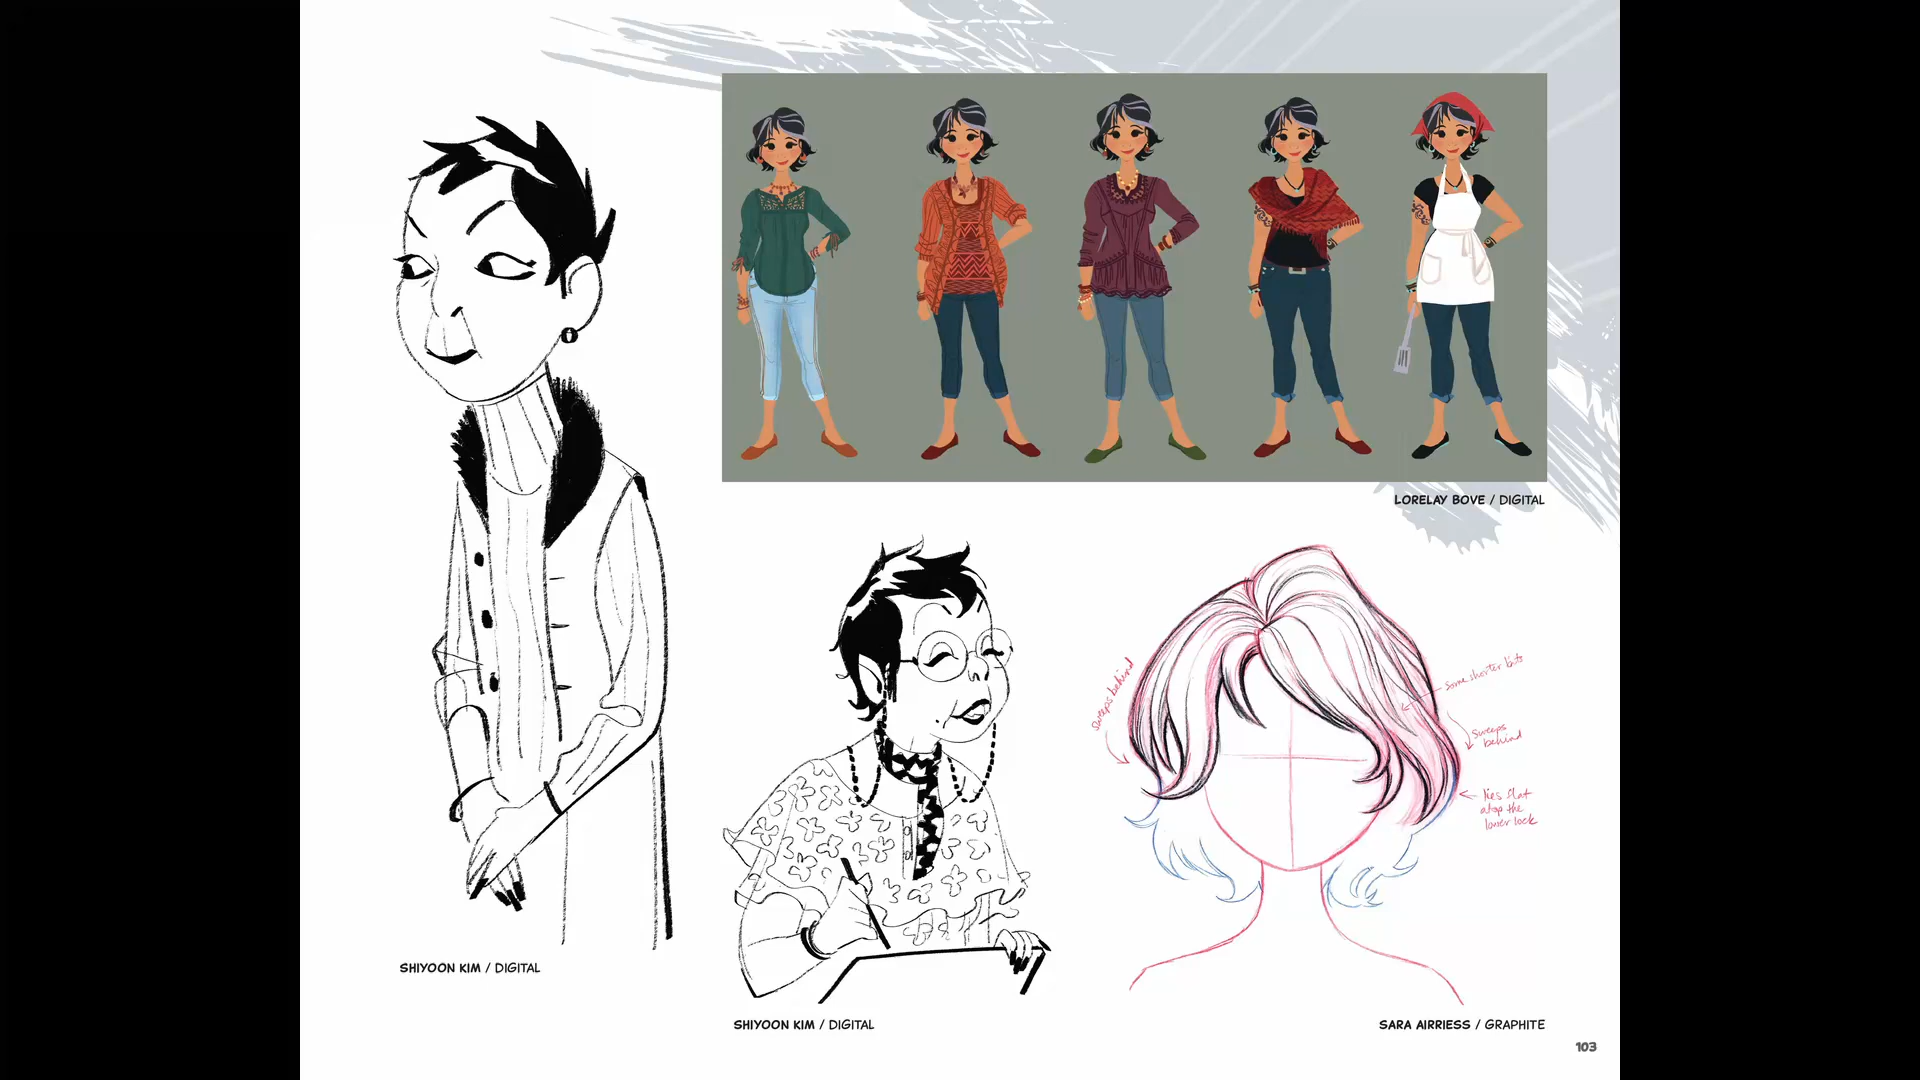 LORELAY BOVE / DIGITAL
sweeps behind
some shorter bits
sweeps
behind
lies flat
atop the
lower lock
SHIYOON KIM / DIGITAL
SHIYOON KIM / DIGITAL
SARA AIRRIESS / GRAPHITE
103